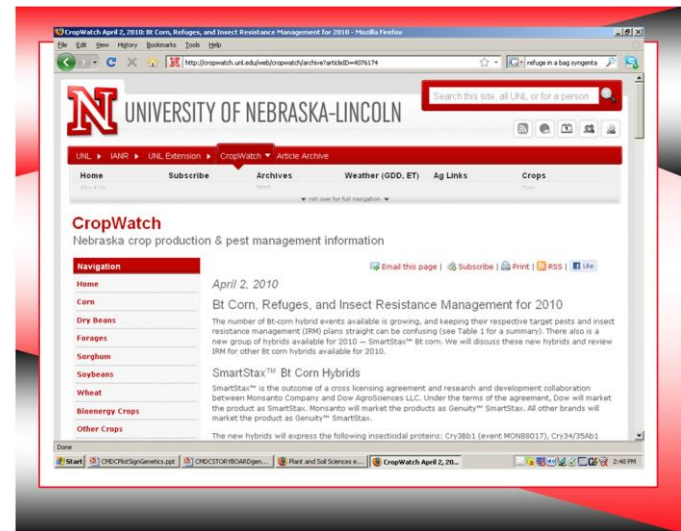 CropWatch April 2, 2010: Bt Corn, Refuges, and Insect Resistance Management for 2010 - Mozilla Firefox
File Edit View History Bookmarks Tools Help
http://cropwatch.unl.edu/web/cropwatch/archive?articleID=4076174
refuge in a bag syngenta
N UNIVERSITY OF NEBRASKA-LINCOLN
Search this site, all UNL, or for a person
UNL IANR UNL Extension CropWatch Article Archive
Home Subscribe Archives Weather (GDD, ET) Ag Links Crops
roll over for full navigation
CropWatch
Nebraska crop production & pest management information
Navigation
Home
Corn
Dry Beans
Forages
Sorghum
Soybeans
Wheat
Bioenergy Crops
Other Crops
Email this page | Subscribe | Print | RSS | Like
April 2, 2010
Bt Corn, Refuges, and Insect Resistance Management for 2010
The number of Bt-corn hybrid events available is growing, and keeping their respective target pests and insect
resistance management (IRM) plans straight can be confusing (see Table 1 for a summary). There also is a
new group of hybrids available for 2010 — SmartStax™ Bt corn. We will discuss these new hybrids and review
IRM for other Bt corn hybrids available for 2010.
SmartStax™ Bt Corn Hybrids
SmartStax™ is the outcome of a cross licensing agreement and research and development collaboration
between Monsanto Company and Dow AgroSciences LLC. Under the terms of the agreement, Dow will market
the product as SmartStax. Monsanto will market the products as Genuity™ SmartStax. All other brands will
market the product as Genuity™ SmartStax.
The new hybrids will express the following insecticidal proteins: Cry3Bb1 (event MON88017), Cry34/35Ab1
Done
Start CMDCPlotSignGenetics.ppt CMDCSTORYBOARDgen... Plant and Soil Sciences e... CropWatch April 2, 20... 2:48 PM